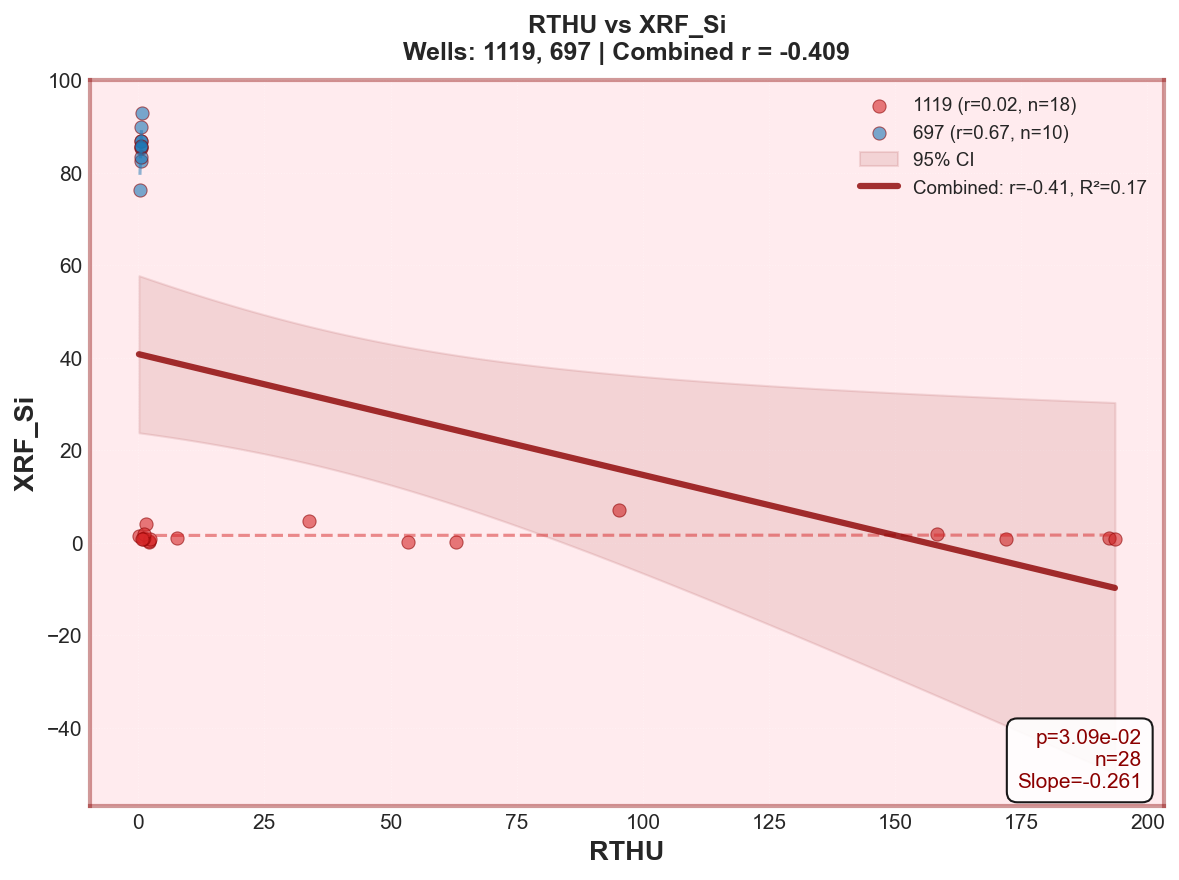 RTHU vs XRF_Si
Wells: 1119, 697 | Combined r = -0.409
1119 (r=0.02, n=18)
697 (r=0.67, n=10)
95% CI
Combined: r=-0.41, R²=0.17
XRF_Si
100
80
60
40
20
0
−20
−40
p=3.09e-02
n=28
Slope=-0.261
0 25 50 75 100 125 150 175 200
RTHU